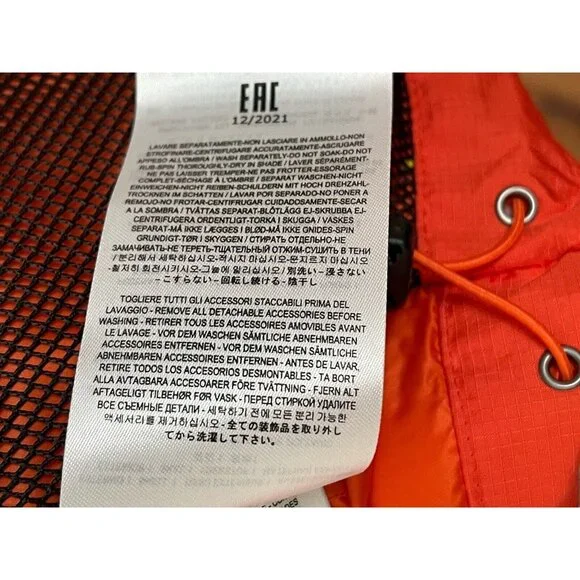 EAC
12/2021
LAVARE SEPARATAMENTE-NON LASCIARE IN AMMOLLO-NON
STROFINARE-CENTRIFUGARE ACCURATAMENTE-ASCIUGARE
APPESO ALL'OMBRA / WASH SEPARATELY-DO NOT SOAK-DO NOT
RUB-SPIN THOROUGHLY-DRY IN SHADE / LAVER SÉPARÉMENT-
NE PAS LAISSER TREMPER-NE PAS FROTTER-ESSORAGE
COMPLET-SÉCHAGE A L'OMBRE / SEPARAT WASCHEN-NICHT
EINWEICHEN-NICHT REIBEN-SCHLEUDERN MIT HOCH DREHZAHL-
TROCKNEN IM SCHATTEN / LAVAR POR SEPARADO-NO PONER EN
REMOJO-NO FROTAR-CENTRIFUGAR CUIDADOSAMENTE-SECAR
A LA SOMBRA / TVÄTTAS SEPARAT-BLÖTLÄGG EJ-SKRUBBA EJ-
CENTRIFUGERA ORDENTLIGT-TORKA I SKUGGA / VASKES
SEPARAT-MÅ IKKE LÆGGES I BLØD-MÅ IKKE GNIDES-SPIN
GRUNDIGT-TØR I SKYGGEN / СТИРАТЬ ОТДЕЛЬНО-НЕ
ЗАМАЧИВАТЬ-НЕ ТЕРЕТЬ-ТЩАТЕЛЬНЫЙ ОТЖИМ-СУШИТЬ В ТЕНИ
/ 분리해서 세탁하십시오-적시지 마십시오-문지르지 마십시오
-철저히 회전시키시오-그늘에 말리십시오 / 別洗い – 浸さない
– こすらない – 回転し続ける – 陰干し
TOGLIERE TUTTI GLI ACCESSORI STACCABILI PRIMA DEL
LAVAGGIO - REMOVE ALL DETACHABLE ACCESSORIES BEFORE
WASHING - RETIRER TOUS LES ACCESSOIRES AMOVIBLES AVANT
LE LAVAGE - VOR DEM WASCHEN SÄMTLICHE ABNEHMBAREN
ACCESSOIRES ENTFERNEN - VOR DEM WASCHEN SÄMTLICHE
ABNEHMBAREN ACCESSOIRES ENTFERNEN - ANTES DE LAVAR,
RETIRE TODOS LOS ACCESORIOS DESMONTABLES - TA BORT
ALLA AVTAGBARA ACCESOARER FÖRE TVÄTTNING - FJERN ALT
AFTAGELIGT TILBEHØR FØR VASK - ПЕРЕД СТИРКОЙ УДАЛИТЕ
ВСЕ СЪЕМНЫЕ ДЕТАЛИ - 세탁하기 전에 모든 분리 가능한
액세서리를 제거하십시오 - 全ての装飾品を取り出し
てから洗濯して下さい。